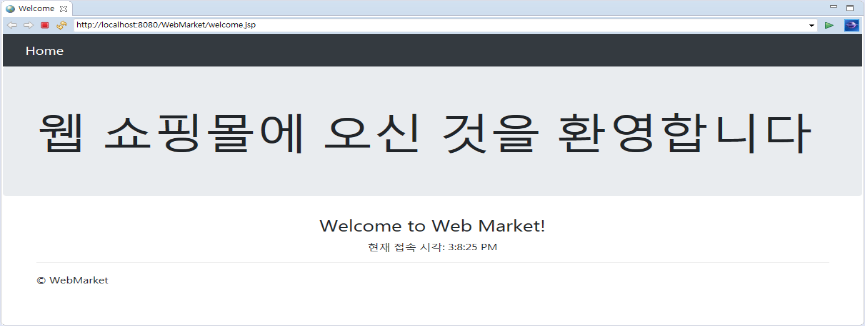 Welcome
http://localhost:8080/WebMarket/welcome.jsp
Home
웹 쇼핑몰에 오신 것을 환영합니다
Welcome to Web Market!
현재 접속 시각: 3:8:25 PM
© WebMarket